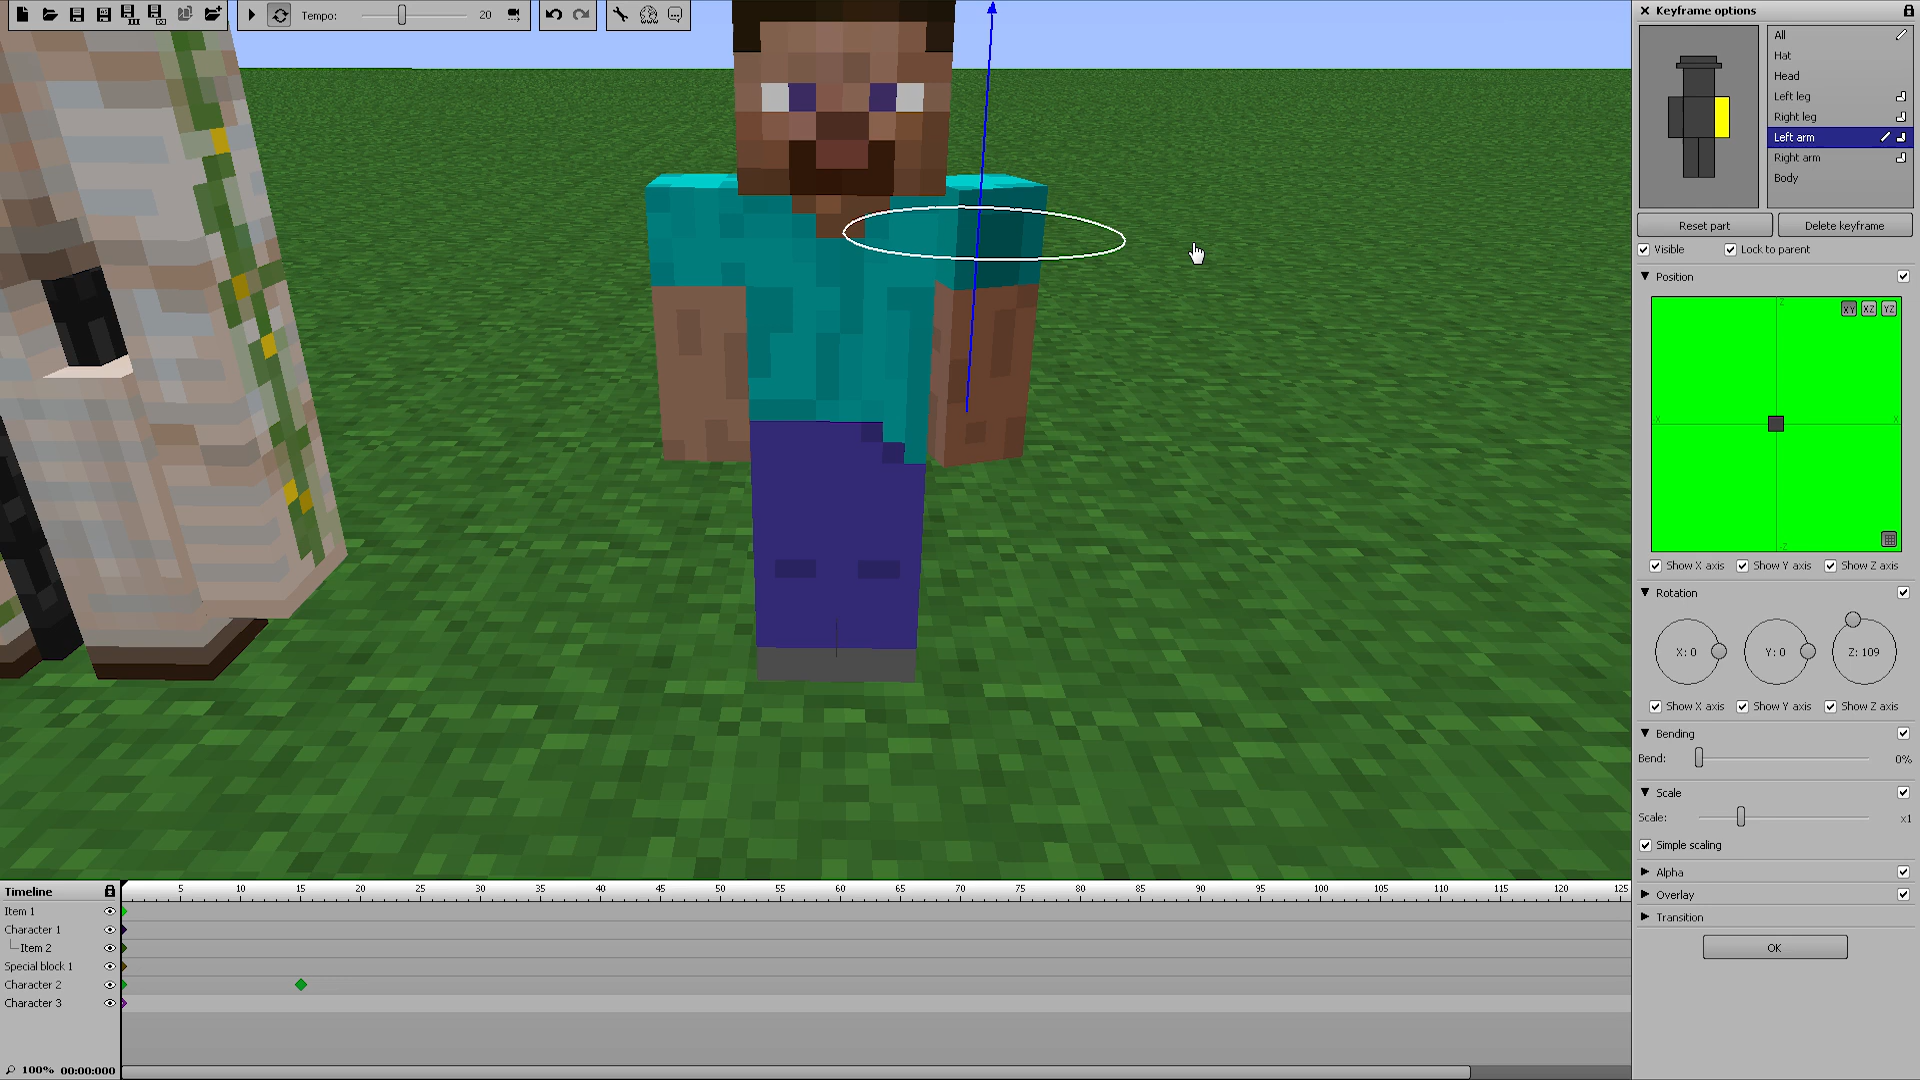 Tempo: 20
Keyframe options
All
Hat
Head
Left leg
Right leg
Left arm
Right arm
Body
Reset part Delete keyframe
Visible Lock to parent
Position
XY XZ YZ
Z
-X X
-Z
Show X axis Show Y axis Show Z axis
Rotation
X: 0 Y: 0 Z: 109
Show X axis Show Y axis Show Z axis
Bending
Bend: 0%
Scale
Scale: x1
Simple scaling
Alpha
Overlay
Transition
OK
Timeline 5 10 15 20 25 30 35 40 45 50 55 60 65 70 75 80 85 90 95 100 105 110 115 120 125
Item 1
Character 1
Item 2
Special block 1
Character 2
Character 3
100% 00:00:000